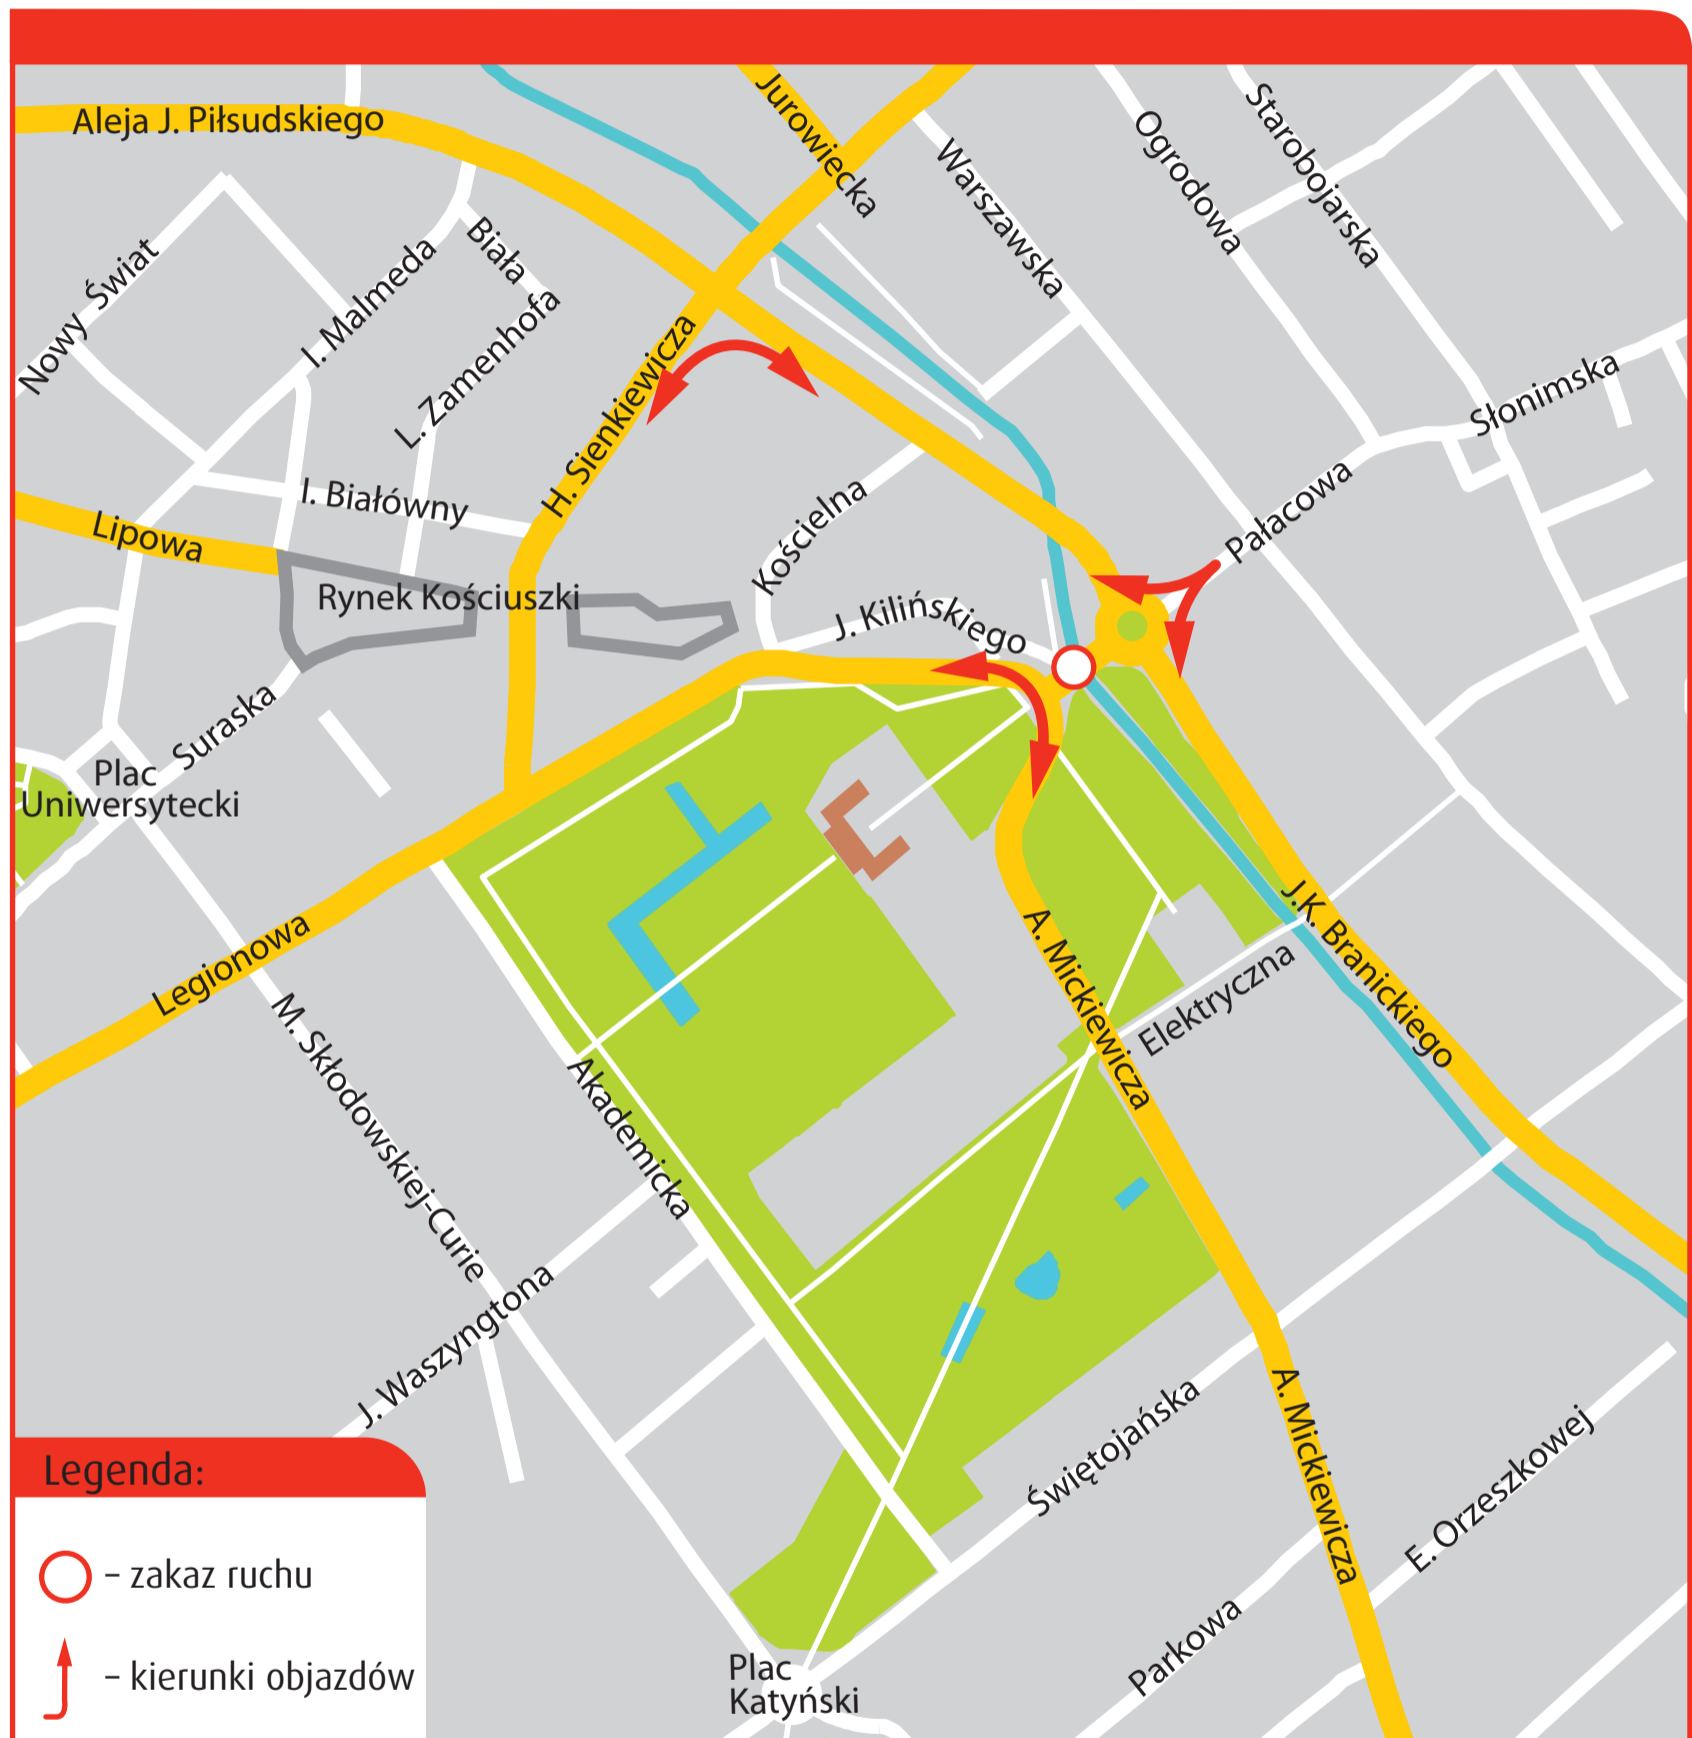 Aleja J. Piłsudskiego
Jurowiecka
Warszawska
Ogrodowa
Starobojarska
Nowy Świat
I. Malmeda
Biała
L. Zamenhofa
H. Sienkiewicza
Słonimska
I. Białówny
Lipowa
Kościelna
Pałacowa
Rynek Kościuszki
J. Kilińskiego
Suraska
Plac
Uniwersytecki
Legionowa
A. Mickiewicza
J.K. Branickiego
Elektryczna
M. Skłodowskiej-Curie
Akademicka
J. Waszyngtona
Świętojańska
A. Mickiewicza
E. Orzeszkowej
Parkowa
Plac
Katyński
Legenda:
– zakaz ruchu
– kierunki objazdów